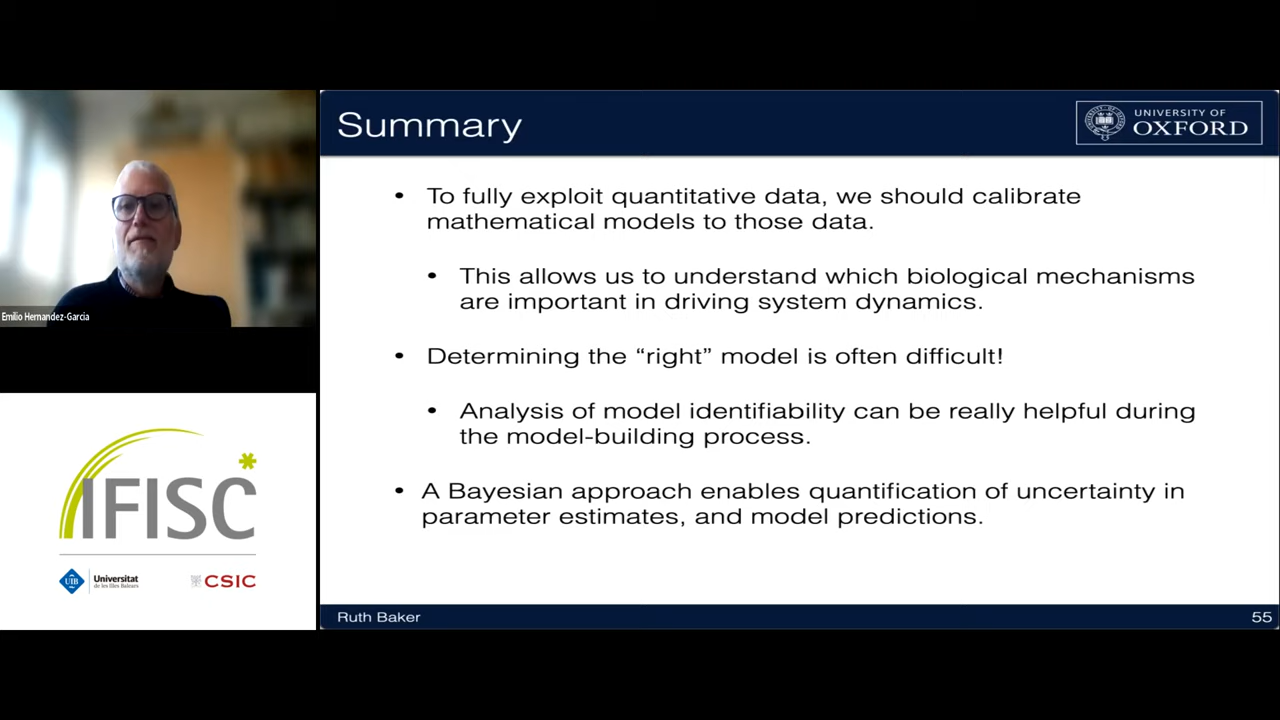 Summary
UNIVERSITY OF
OXFORD
• To fully exploit quantitative data, we should calibrate
mathematical models to those data.
• This allows us to understand which biological mechanisms
are important in driving system dynamics.
• Determining the “right” model is often difficult!
• Analysis of model identifiability can be really helpful during
the model-building process.
• A Bayesian approach enables quantification of uncertainty in
parameter estimates, and model predictions.
Ruth Baker
55
Emilio Hernandez-Garcia
IFISC
UIB
Universitat
de les Illes Balears
CSIC